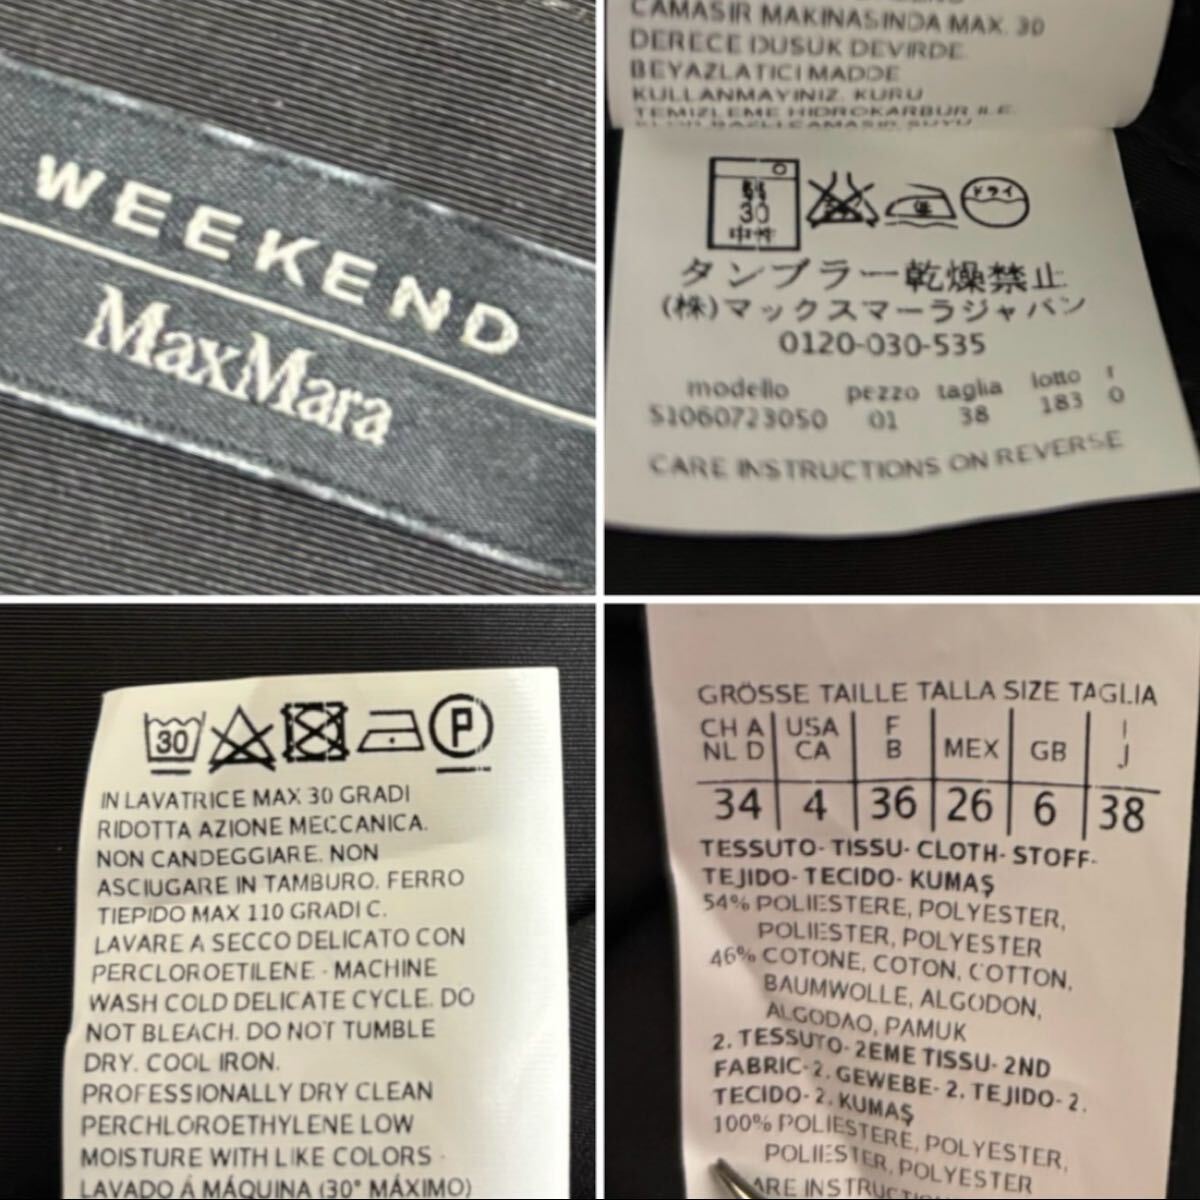 WEEKEND
MaxMara
CAMASIR MAKINASINDA MAX. 30
DERECE DUSUK DEVIRDE.
BEYAZLATICI MADDE
KULLANMAYINIZ. KURU
TEMIZLEME HIDROKARBUR ILE.
弱
30
中性
低
ドライ
タンブラー乾燥禁止
(株)マックスマーラジャパン
0120-030-535
modello pezzo taglia lotto r
S1060723050 01 38 183 0
CARE INSTRUCTIONS ON REVERSE
30 P
IN LAVATRICE MAX 30 GRADI
RIDOTTA AZIONE MECCANICA.
NON CANDEGGIARE. NON
ASCIUGARE IN TAMBURO. FERRO
TIEPIDO MAX 110 GRADI C.
LAVARE A SECCO DELICATO CON
PERCLOROETILENE - MACHINE
WASH COLD DELICATE CYCLE. DO
NOT BLEACH. DO NOT TUMBLE
DRY. COOL IRON.
PROFESSIONALLY DRY CLEAN
PERCHLOROETHYLENE LOW
MOISTURE WITH LIKE COLORS -
LAVADO Á MÁQUINA (30° MÁXIMO)
GRÖSSE TAILLE TALLA SIZE TAGLIA
CH A USA F I
NL D CA B MEX GB J
34 4 36 26 6 38
TESSUTO- TISSU- CLOTH- STOFF-
TEJIDO- TECIDO- KUMAŞ
54% POLIESTERE, POLYESTER,
POLIESTER, POLYESTER
46% COTONE, COTON, COTTON,
BAUMWOLLE, ALGODON,
ALGODAO, PAMUK
2. TESSUTO- 2EME TISSU- 2ND
FABRIC- 2. GEWEBE- 2. TEJIDO- 2.
TECIDO- 2. KUMAŞ
100% POLIESTERE, POLYESTER,
POLIESTER, POLYESTER
ARE INSTRUCTIONS